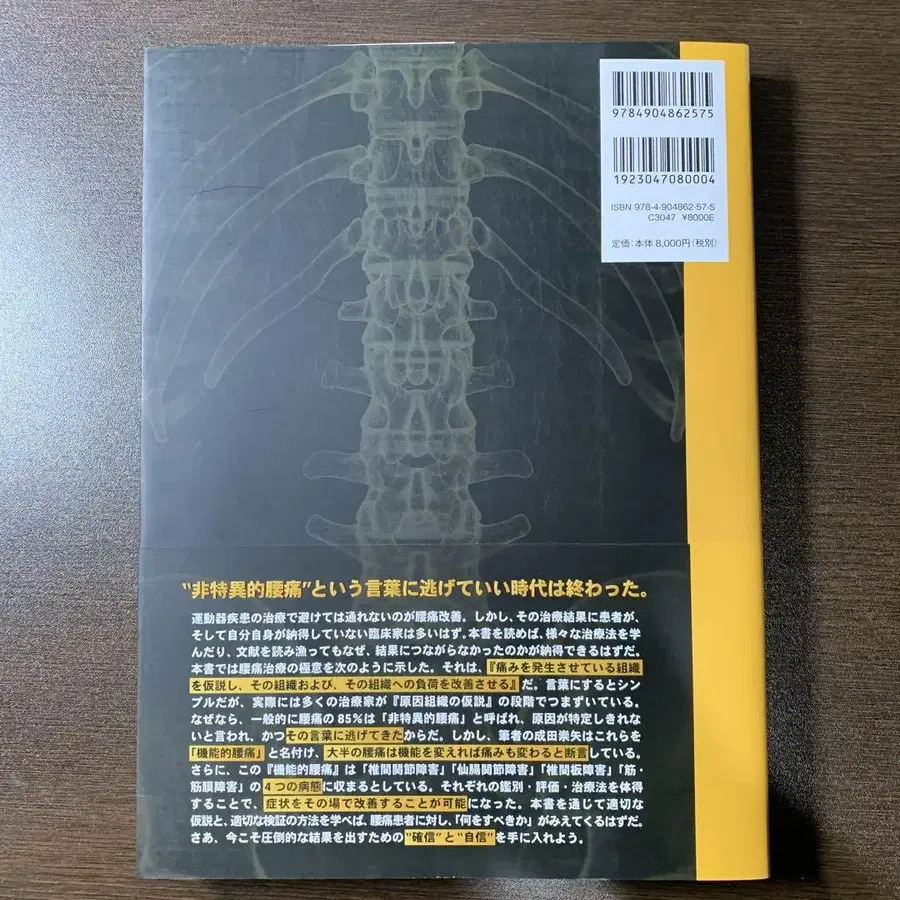 9784904862575
1923047080004
ISBN 978-4-904862-57-5
C3047 ¥8000E
定価：本体 8,000円（税別）
"非特異的腰痛"という言葉に逃げていい時代は終わった。
運動器疾患の治療で避けては通れないのが腰痛改善。しかし、その治療結果に患者が、
そして自分自身が納得していない臨床家は多いはず。本書を読めば、様々な治療法を学
んだり、文献を読み漁ってもなぜ、結果につながらなかったのかが納得できるはずだ。
本書では腰痛治療の極意を次のように示した。それは、『痛みを発生させている組織
を仮説し、その組織および、その組織への負荷を改善させる』だ。言葉にするとシン
プルだが、実際には多くの治療家が『原因組織の仮説』の段階でつまずいている。
なぜなら、一般的に腰痛の85%は「非特異的腰痛」と呼ばれ、原因が特定しきれな
いと言われ、かつその言葉に逃げてきたからだ。しかし、筆者の成田崇矢はこれらを
「機能的腰痛」と名付け、大半の腰痛は機能を変えれば痛みも変わると断言している。
さらに、この『機能的腰痛』は「椎間関節障害」「仙腸関節障害」「椎間板障害」「筋・
筋膜障害」の4つの病態に収まるとしている。それぞれの鑑別・評価・治療法を体得
することで、症状をその場で改善することが可能になった。本書を通じて適切な
仮説と、適切な検証の方法を学べば、腰痛患者に対し、「何をすべきか」がみえてくるはずだ。
さあ、今こそ圧倒的な結果を出すための"確信"と"自信"を手に入れよう。